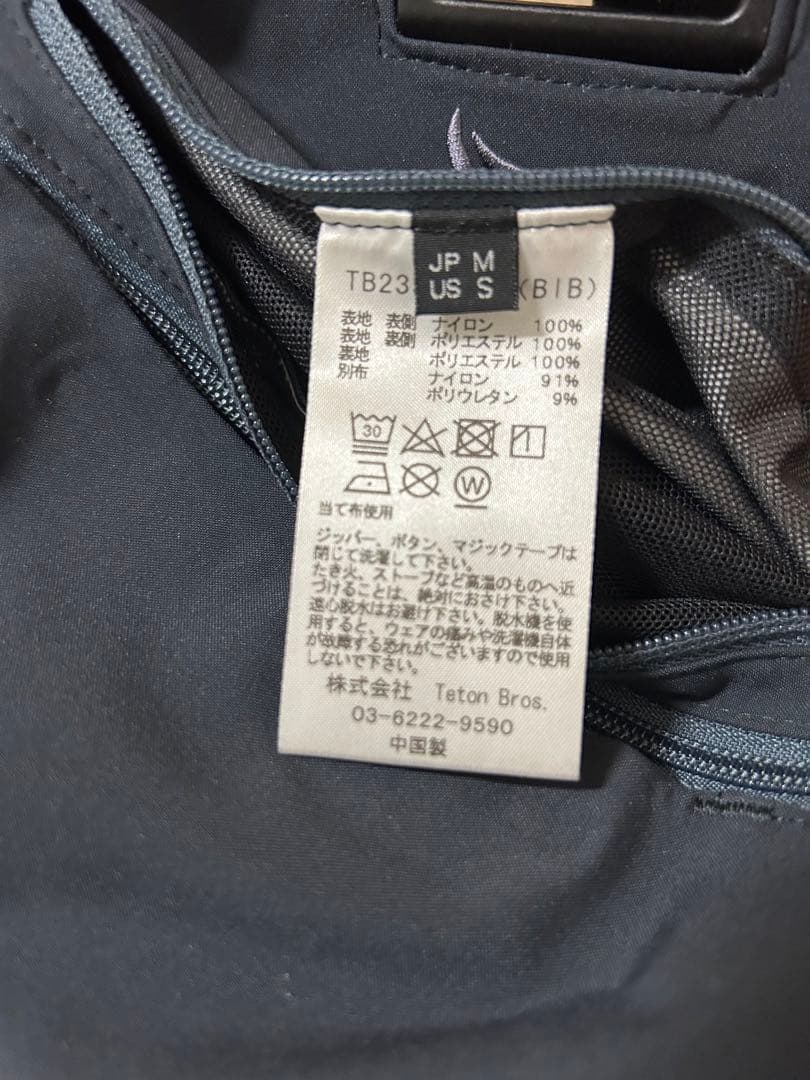 JP M
US S
TB23 (BIB)
表地 表側 ナイロン 100%
表地 裏側 ポリエステル 100%
裏地 ポリエステル 100%
別布 ナイロン 91%
ポリウレタン 9%
30
W
当て布使用
ジッパー、ボタン、マジックテープは
閉じて洗濯して下さい。
たき火、ストーブなど高温のものへ近
づけることは、絶対におさけ下さい。
遠心脱水はお避け下さい。脱水機を使
用すると、ウェアの痛みや洗濯機自体
が故障する恐れがございますので使用
しないで下さい。
株式会社 Teton Bros.
03-6222-9590
中国製